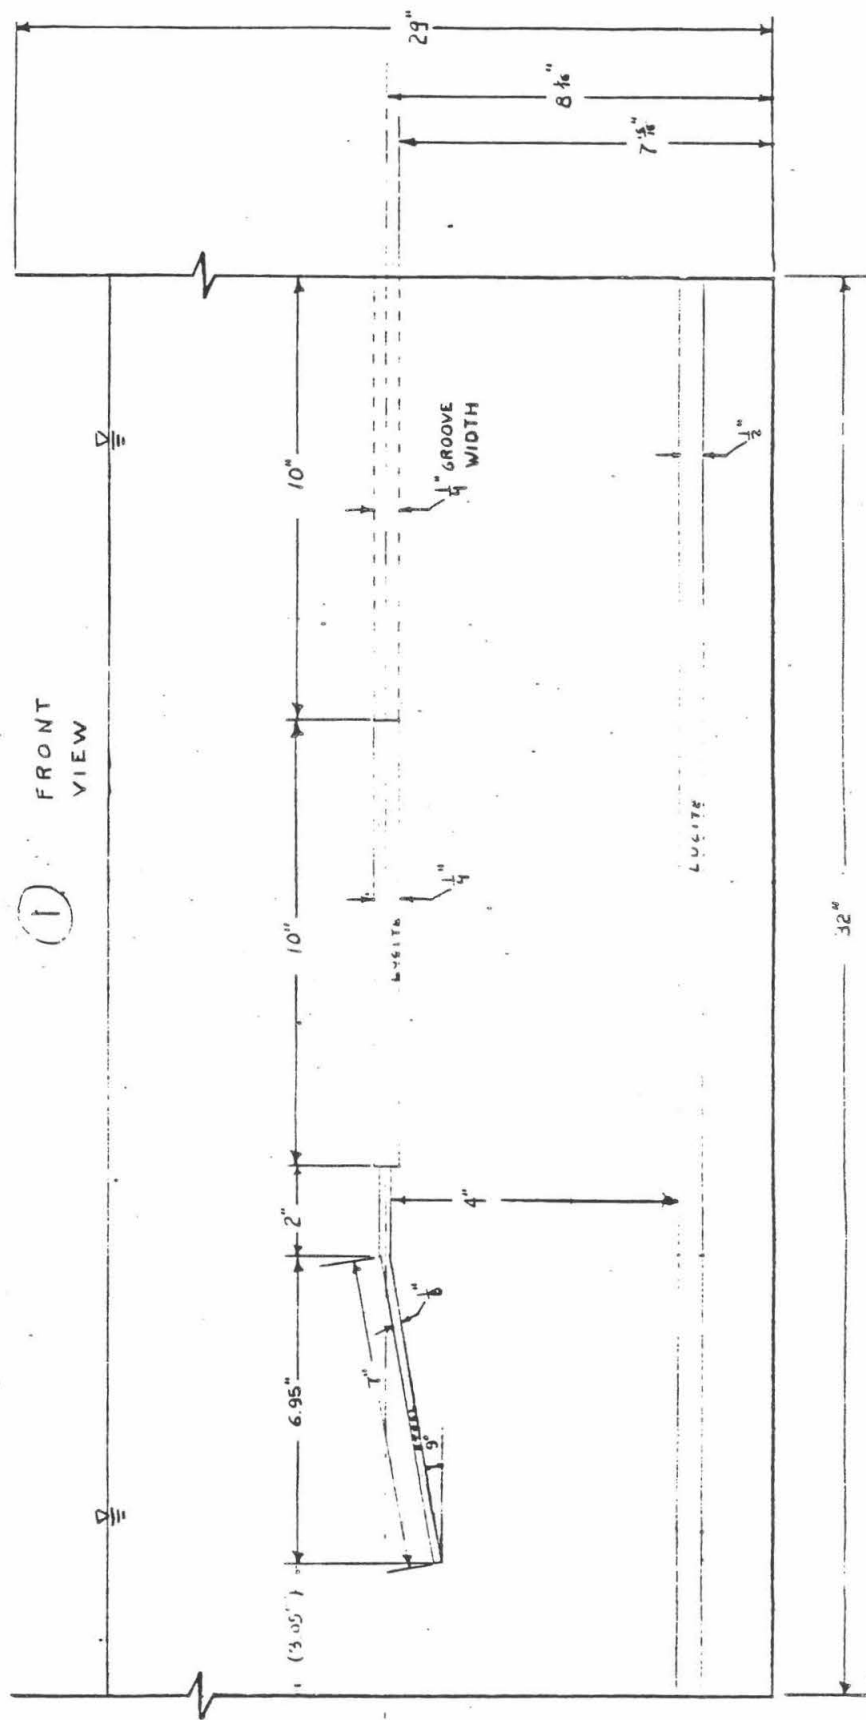 ① FRONT
VIEW
29"
8 1/16"
7 15/16"
10"
10"
2"
6.95"
(3.05")
1/4" GROOVE
WIDTH
1/4"
LUCITE
4"
7"
1/8"
9°
1/2"
LUCITE
32"